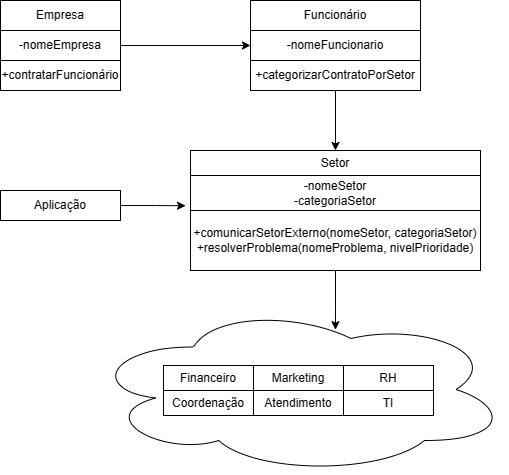 Empresa
-nomeEmpresa
+contratarFuncionário
Funcionário
-nomeFuncionario
+categorizarContratoPorSetor
Setor
-nomeSetor
-categoriaSetor
+comunicarSetorExterno(nomeSetor, categoriaSetor)
+resolverProblema(nomeProblema, nivelPrioridade)
Aplicação
Financeiro Marketing RH
Coordenação Atendimento TI